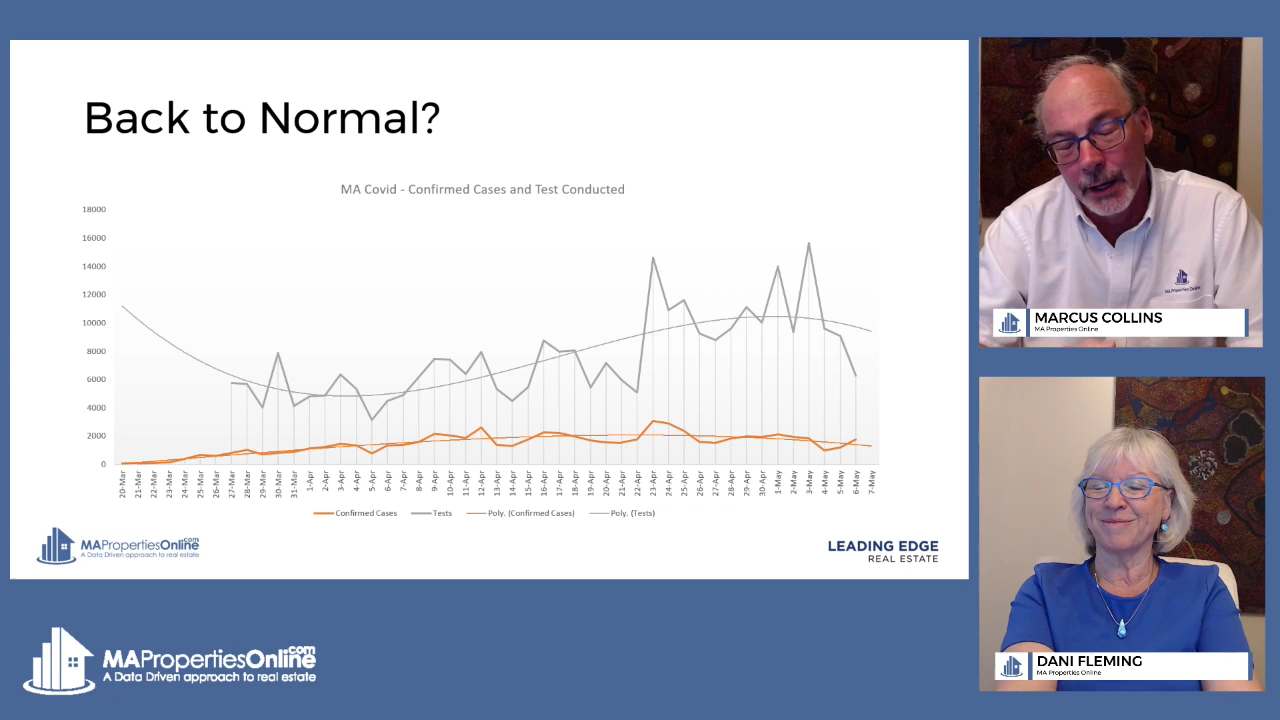 Back to Normal?
MA Covid - Confirmed Cases and Test Conducted
18000
16000
14000
12000
10000
8000
6000
4000
2000
0
20-Mar 21-Mar 22-Mar 23-Mar 24-Mar 25-Mar 26-Mar 27-Mar 28-Mar 29-Mar 30-Mar 31-Mar 1-Apr 2-Apr 3-Apr 4-Apr 5-Apr 6-Apr 7-Apr 8-Apr 9-Apr 10-Apr 11-Apr 12-Apr 13-Apr 14-Apr 15-Apr 16-Apr 17-Apr 18-Apr 19-Apr 20-Apr 21-Apr 22-Apr 23-Apr 24-Apr 25-Apr 26-Apr 27-Apr 28-Apr 29-Apr 30-Apr 1-May 2-May 3-May 4-May 5-May 6-May 7-May
Confirmed Cases Tests Poly. (Confirmed Cases) Poly. (Tests)
MAPropertiesOnline.com
A Data Driven approach to real estate
LEADING EDGE
REAL ESTATE
MAPropertiesOnline.com
A Data Driven approach to real estate
MA Properties Online
MARCUS COLLINS
MA Properties Online
DANI FLEMING
MA Properties Online